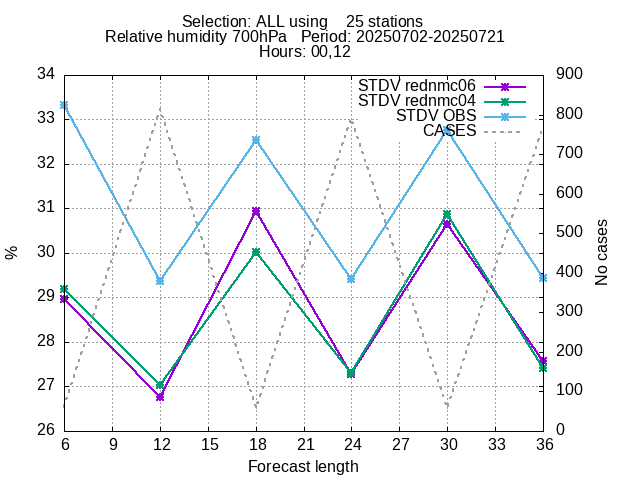 Selection: ALL using    25 stations
Relative humidity 700hPa   Period: 20250702-20250721
Hours: 00,12
STDV rednmc06
STDV rednmc04
STDV OBS
CASES
34
33
32
31
30
29
28
27
26
%
900
800
700
600
500
400
300
200
100
0
No cases
6 9 12 15 18 21 24 27 30 33 36
Forecast length